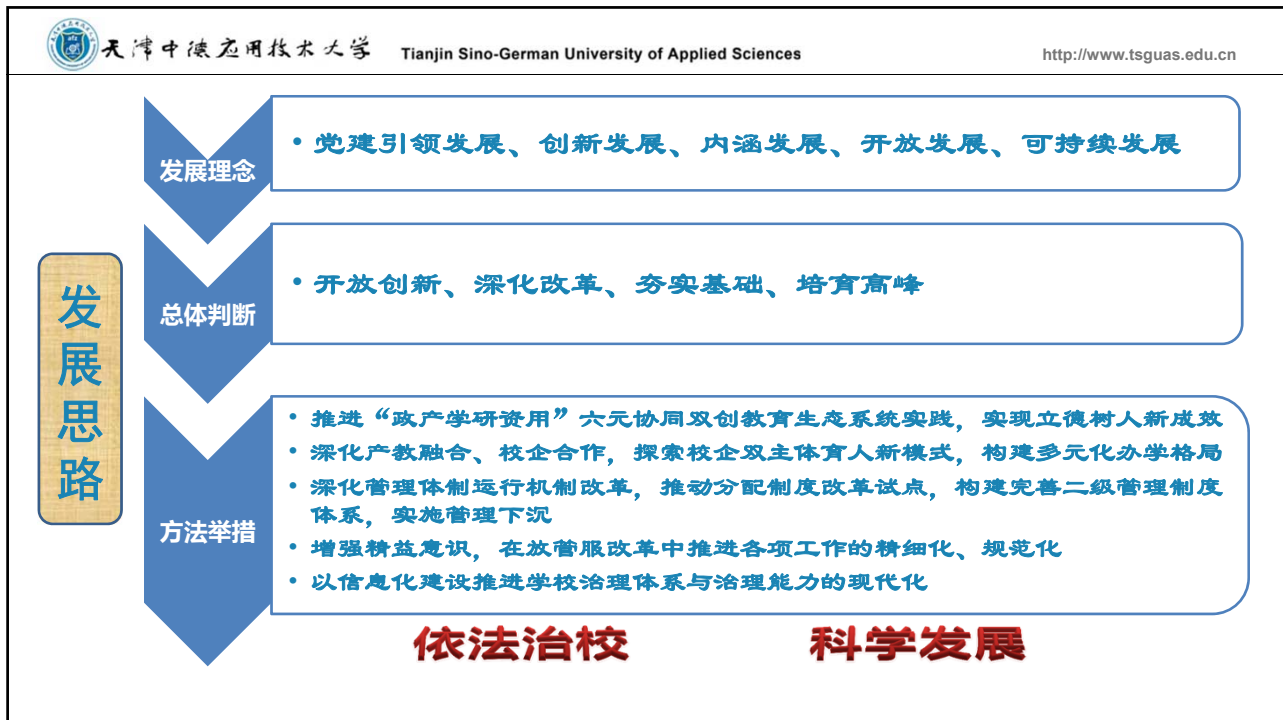 天津中德应用技术大学 Tianjin Sino-German University of Applied Sciences http://www.tsguas.edu.cn
发展思路
发展理念
• 党建引领发展、创新发展、内涵发展、开放发展、可持续发展
总体判断
• 开放创新、深化改革、夯实基础、培育高峰
方法举措
• 推进“政产学研资用”六元协同双创教育生态系统实践，实现立德树人新成效
• 深化产教融合、校企合作，探索校企双主体育人新模式，构建多元化办学格局
• 深化管理体制运行机制改革，推动分配制度改革试点，构建完善二级管理制度
体系，实施管理下沉
• 增强精益意识，在放管服改革中推进各项工作的精细化、规范化
• 以信息化建设推进学校治理体系与治理能力的现代化
依法治校 科学发展